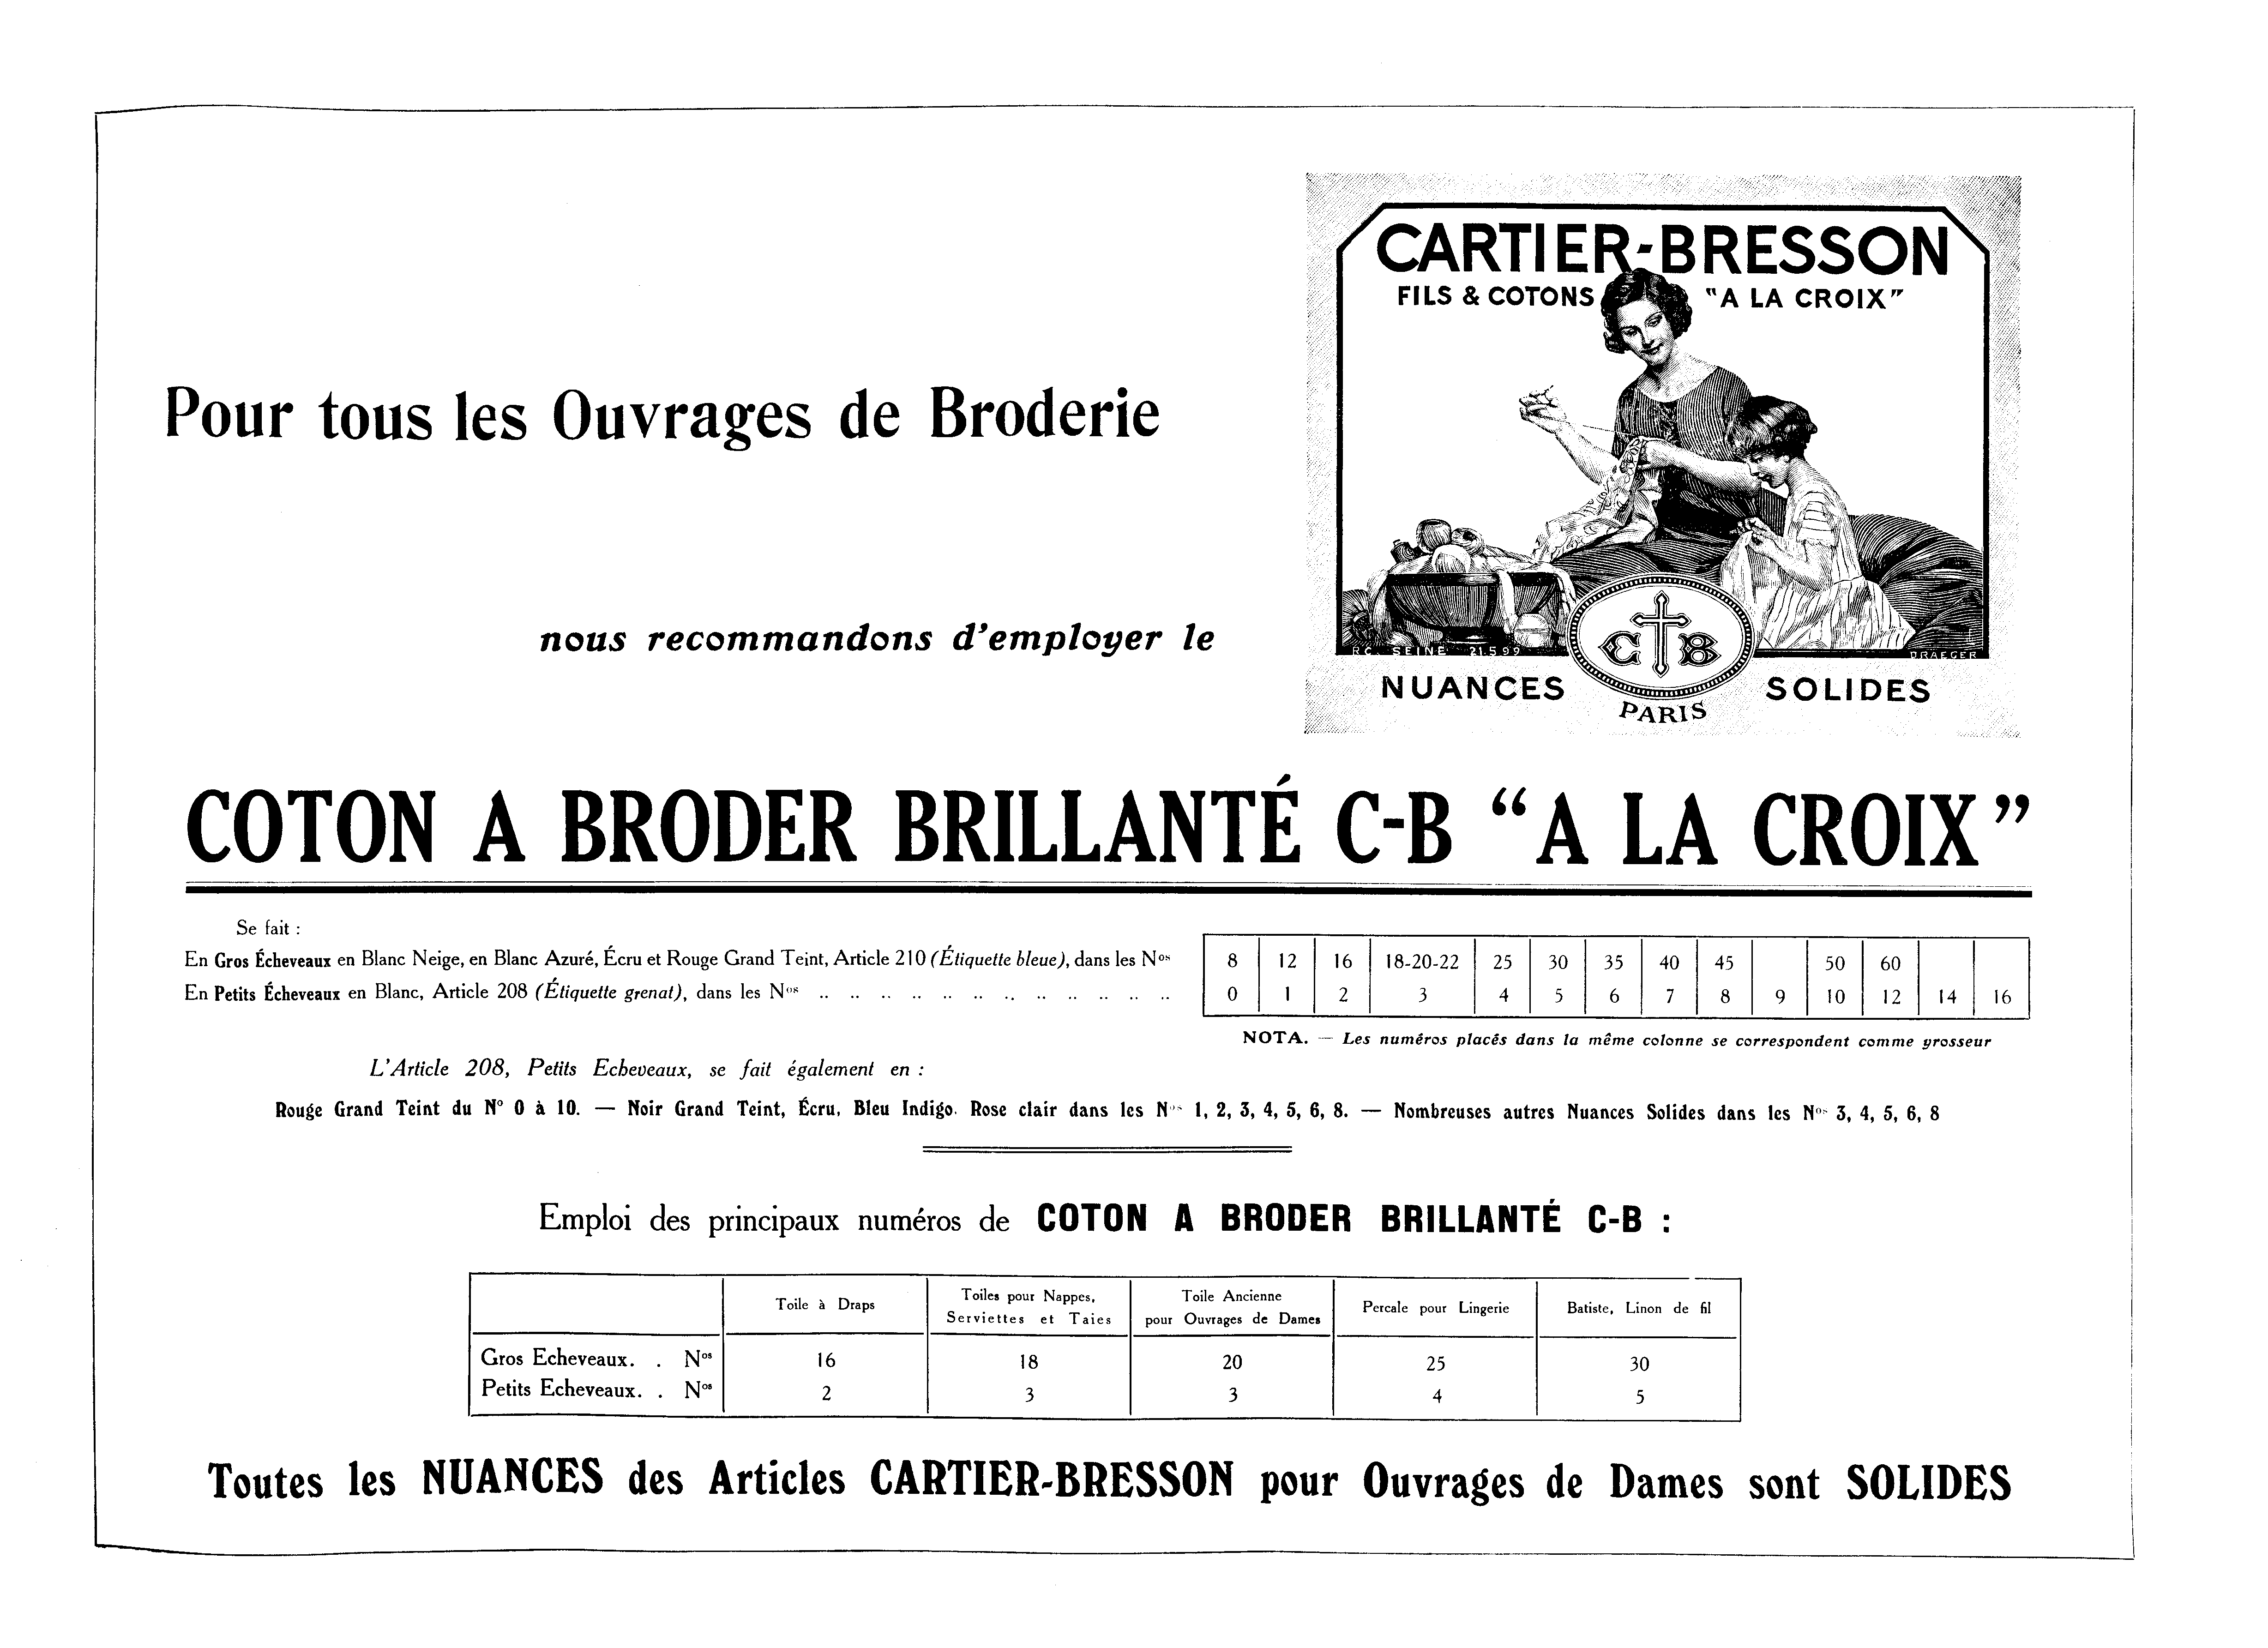 CARTIER-BRESSON
FILS & COTONS "A LA CROIX"
R.C. SEINE 21.599
DRAEGER
C B
NUANCES SOLIDES
PARIS
Pour tous les Ouvrages de Broderie
nous recommandons d'employer le
COTON A BRODER BRILLANTÉ C-B “A LA CROIX”
Se fait :
En Gros Écheveaux en Blanc Neige, en Blanc Azuré, Écru et Rouge Grand Teint, Article 210 (Étiquette bleue), dans les Nos 8 12 16 18-20-22 25 30 35 40 45 50 60
En Petits Écheveaux en Blanc, Article 208 (Étiquette grenat), dans les Nos .. .. .. .. .. .. .. .. .. .. .. .. 0 1 2 3 4 5 6 7 8 9 10 12 14 16
NOTA. — Les numéros placés dans la même colonne se correspondent comme grosseur
L'Article 208, Petits Echeveaux, se fait également en :
Rouge Grand Teint du No 0 à 10. — Noir Grand Teint, Écru, Bleu Indigo. Rose clair dans les Nos 1, 2, 3, 4, 5, 6, 8. — Nombreuses autres Nuances Solides dans les Nos 3, 4, 5, 6, 8
Emploi des principaux numéros de COTON A BRODER BRILLANTÉ C-B :
Toile à Draps
Toiles pour Nappes,
Serviettes et Taies
Toile Ancienne
pour Ouvrages de Dames
Percale pour Lingerie
Batiste, Linon de fil
Gros Echeveaux. . Nos 16 18 20 25 30
Petits Echeveaux. . Nos 2 3 3 4 5
Toutes les NUANCES des Articles CARTIER-BRESSON pour Ouvrages de Dames sont SOLIDES